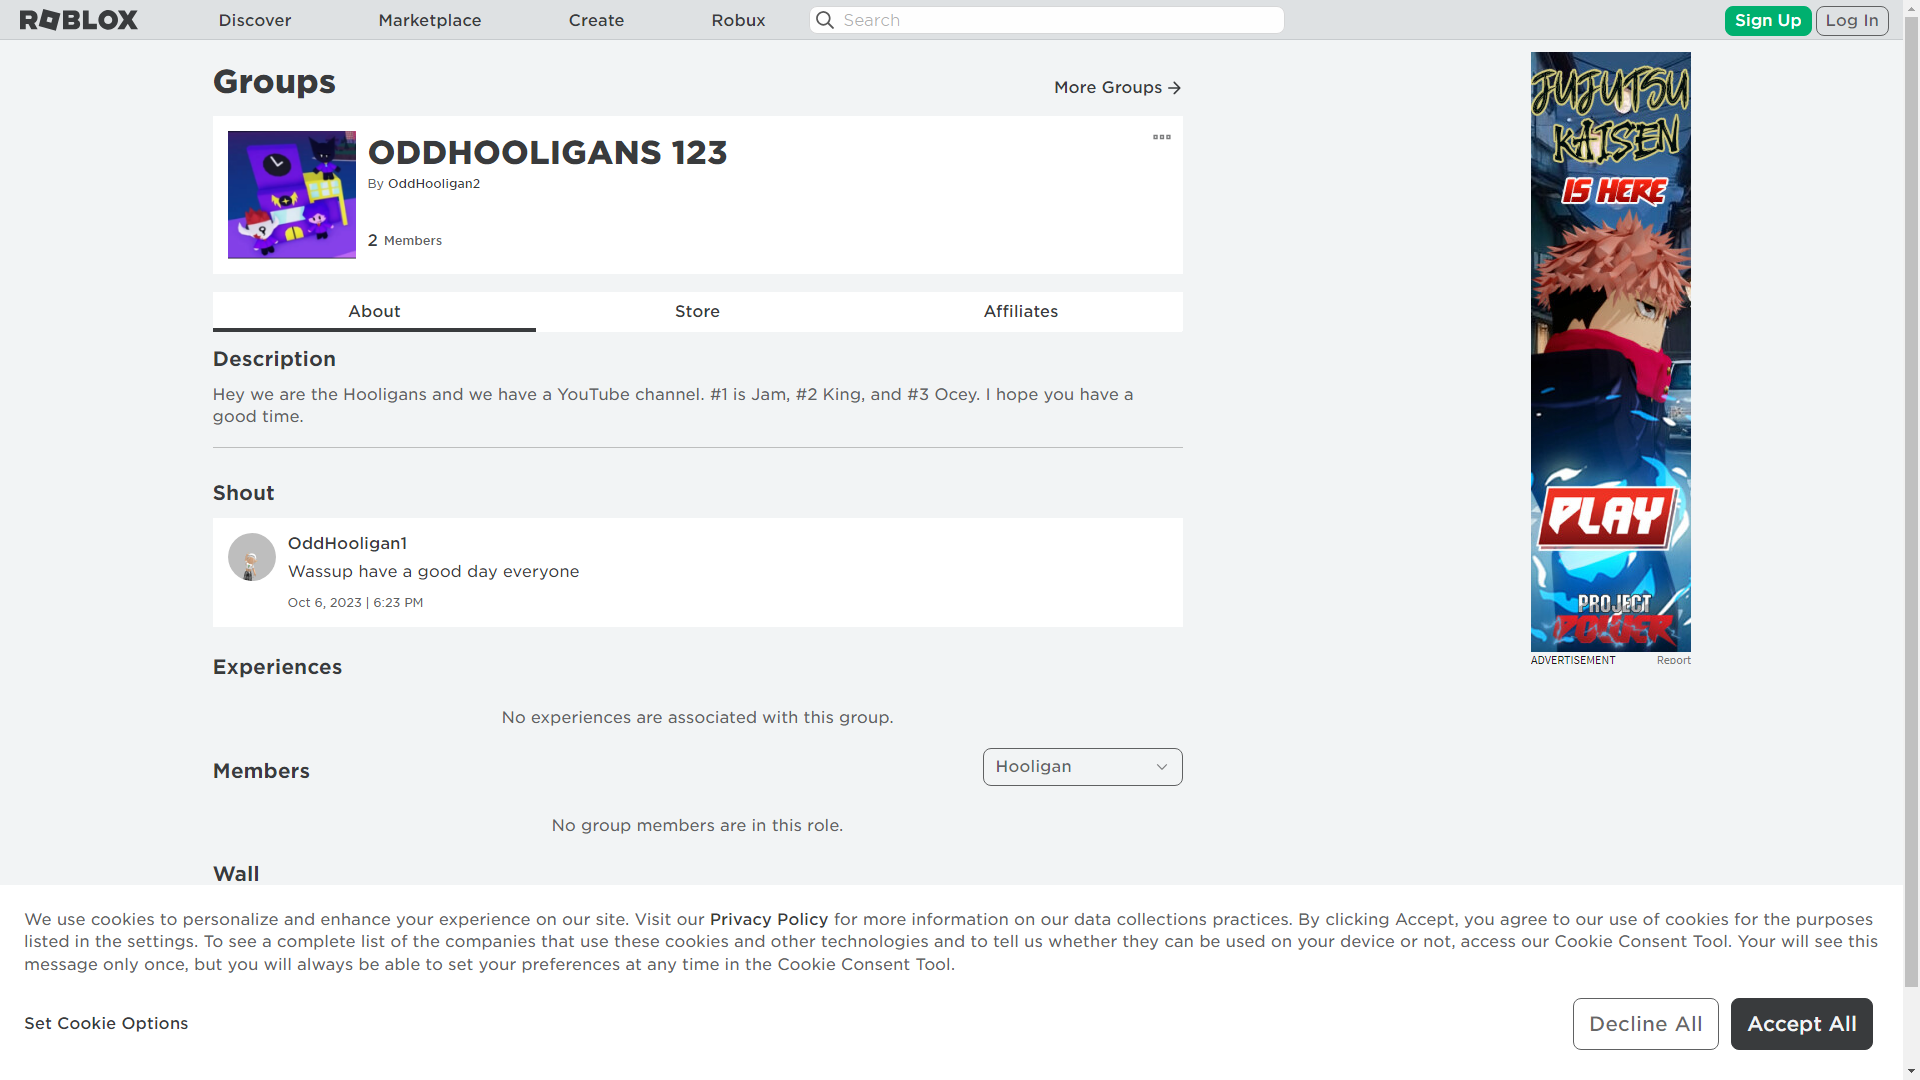 ROBLOX
Discover
Marketplace
Create
Robux
Search
Sign Up
Log In
Groups
More Groups
ODDHOOLIGANS 123
By OddHooligan2
2 Members
About
Store
Affiliates
Description
Hey we are the Hooligans and we have a YouTube channel. #1 is Jam, #2 King, and #3 Ocey. I hope you have a
good time.
Shout
OddHooligan1
Wassup have a good day everyone
Oct 6, 2023 | 6:23 PM
Experiences
No experiences are associated with this group.
Members
Hooligan
No group members are in this role.
Wall
JUJUTSU
KAISEN
IS HERE
PLAY
PROJECT
POWER
ADVERTISEMENT
Report
We use cookies to personalize and enhance your experience on our site. Visit our Privacy Policy for more information on our data collections practices. By clicking Accept, you agree to our use of cookies for the purposes
listed in the settings. To see a complete list of the companies that use these cookies and other technologies and to tell us whether they can be used on your device or not, access our Cookie Consent Tool. Your will see this
message only once, but you will always be able to set your preferences at any time in the Cookie Consent Tool.
Set Cookie Options
Decline All
Accept All